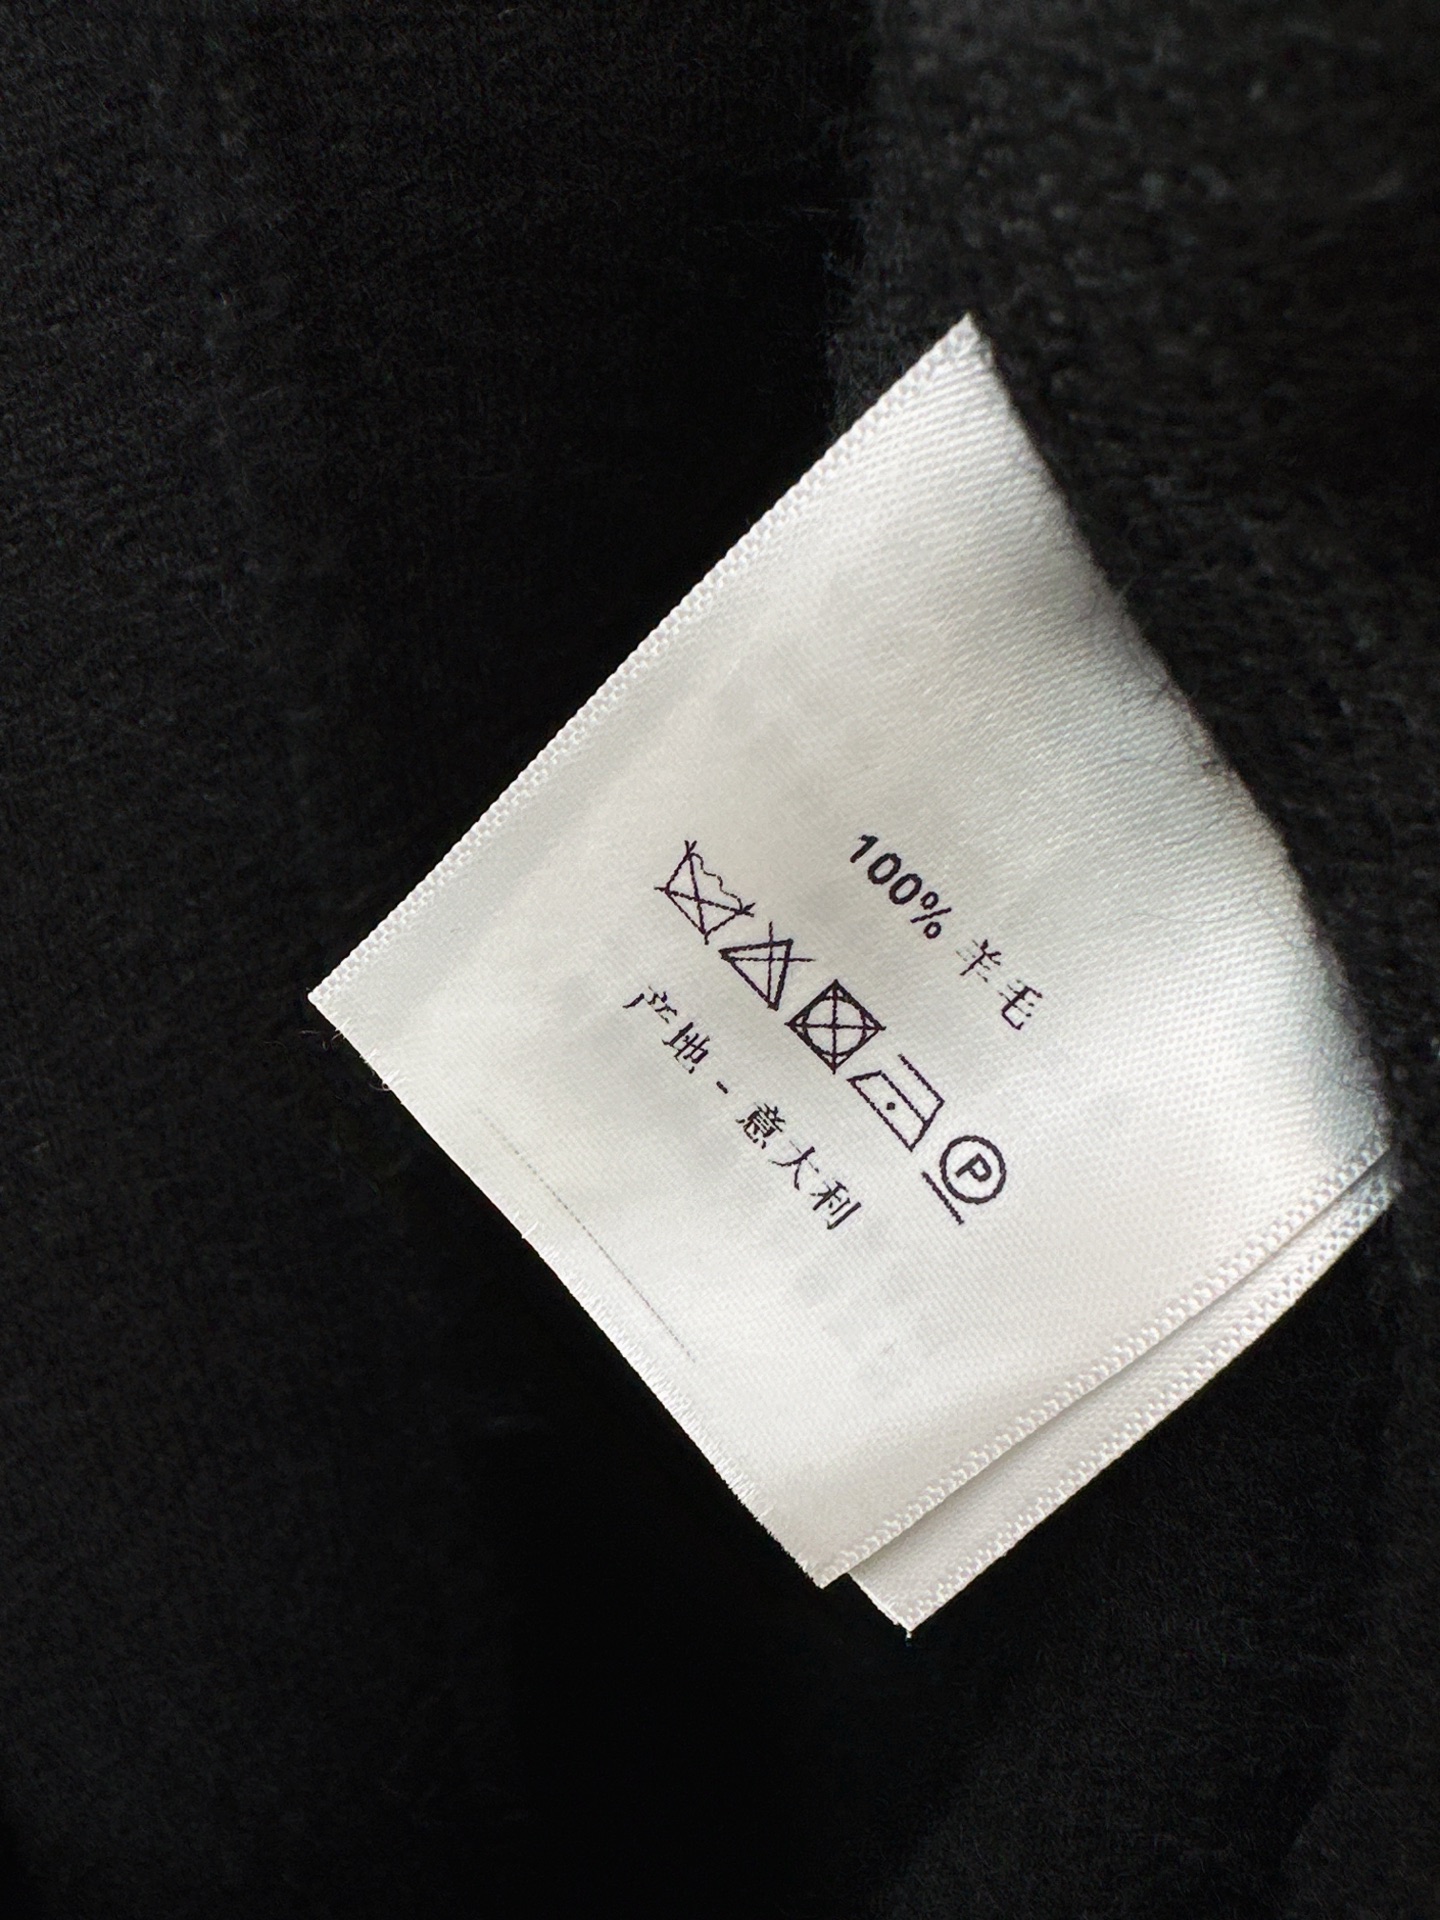 100% 羊毛
P
产地 - 意大利